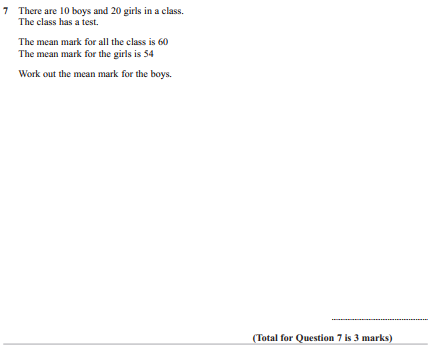 7 There are 10 boys and 20 girls in a class.
The class has a test.
The mean mark for all the class is 60
The mean mark for the girls is 54
Work out the mean mark for the boys.
(Total for Question 7 is 3 marks)